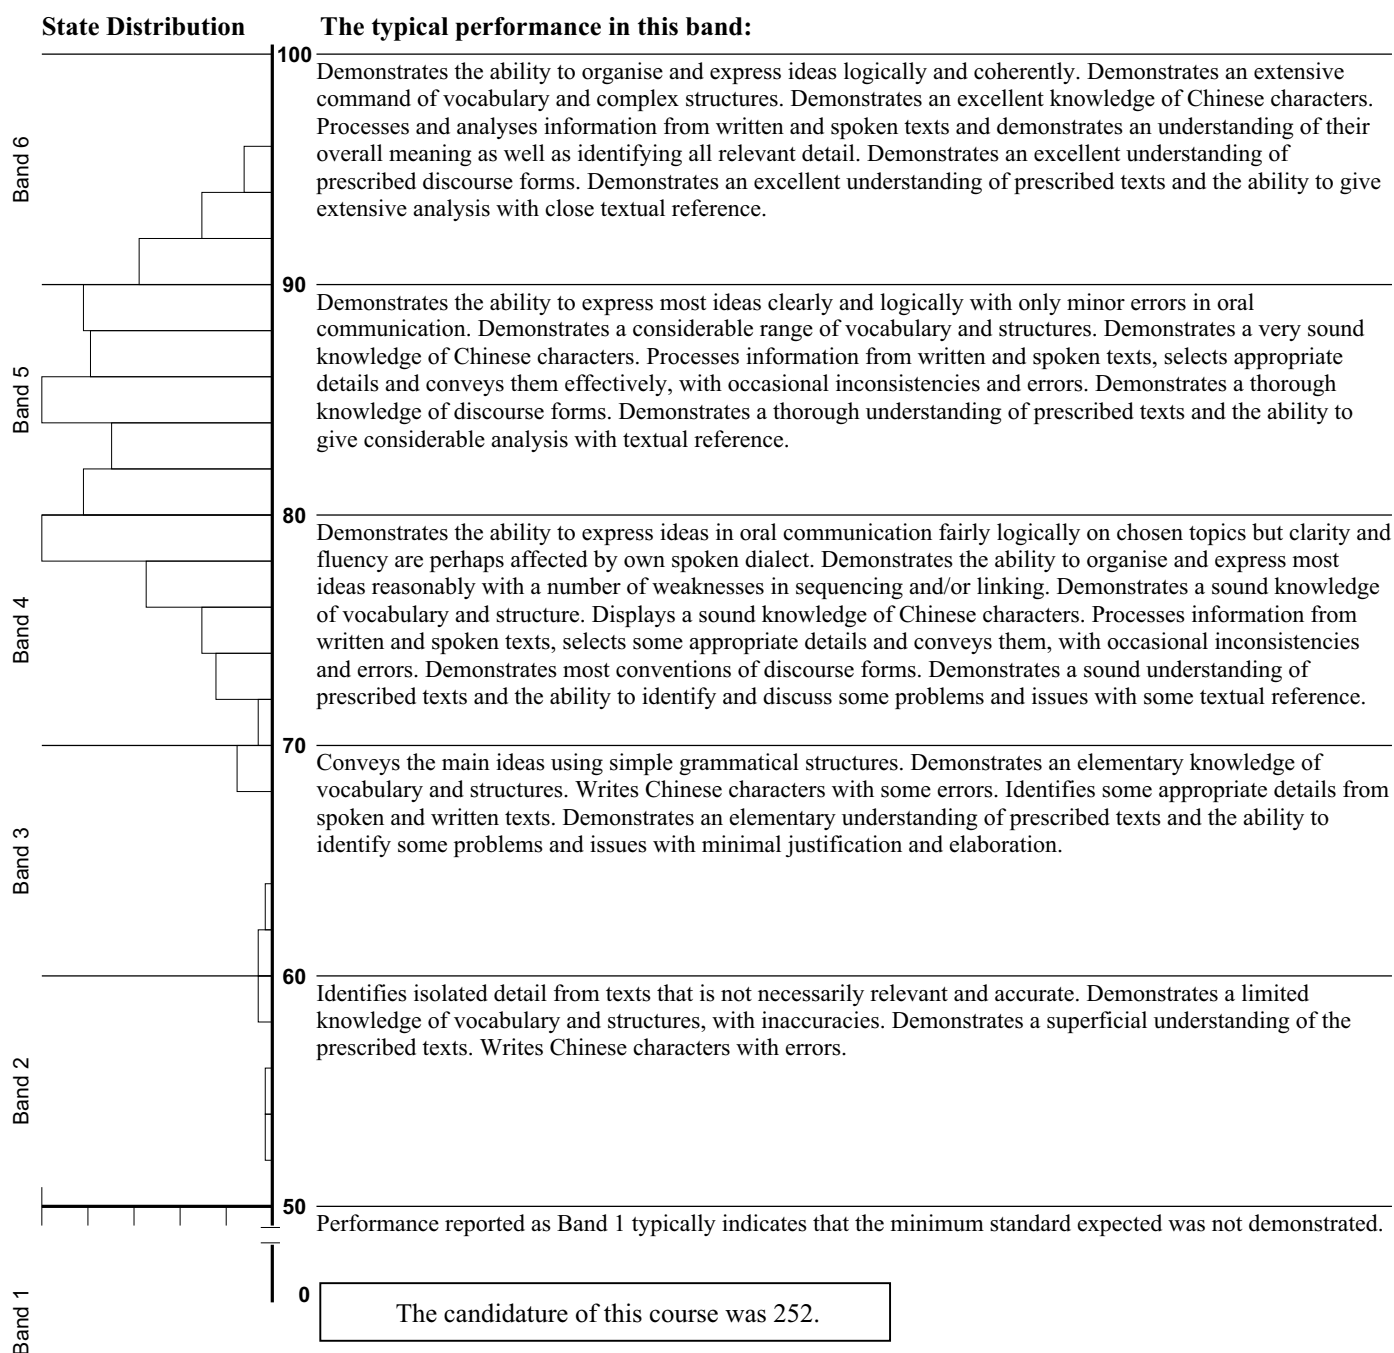 State Distribution
The typical performance in this band:
100
Demonstrates the ability to organise and express ideas logically and coherently. Demonstrates an extensive
command of vocabulary and complex structures. Demonstrates an excellent knowledge of Chinese characters.
Processes and analyses information from written and spoken texts and demonstrates an understanding of their
overall meaning as well as identifying all relevant detail. Demonstrates an excellent understanding of
prescribed discourse forms. Demonstrates an excellent understanding of prescribed texts and the ability to give
extensive analysis with close textual reference.
Band 6
90
Demonstrates the ability to express most ideas clearly and logically with only minor errors in oral
communication. Demonstrates a considerable range of vocabulary and structures. Demonstrates a very sound
knowledge of Chinese characters. Processes information from written and spoken texts, selects appropriate
details and conveys them effectively, with occasional inconsistencies and errors. Demonstrates a thorough
knowledge of discourse forms. Demonstrates a thorough understanding of prescribed texts and the ability to
give considerable analysis with textual reference.
Band 5
80
Demonstrates the ability to express ideas in oral communication fairly logically on chosen topics but clarity and
fluency are perhaps affected by own spoken dialect. Demonstrates the ability to organise and express most
ideas reasonably with a number of weaknesses in sequencing and/or linking. Demonstrates a sound knowledge
of vocabulary and structure. Displays a sound knowledge of Chinese characters. Processes information from
written and spoken texts, selects some appropriate details and conveys them, with occasional inconsistencies
and errors. Demonstrates most conventions of discourse forms. Demonstrates a sound understanding of
prescribed texts and the ability to identify and discuss some problems and issues with some textual reference.
Band 4
70
Conveys the main ideas using simple grammatical structures. Demonstrates an elementary knowledge of
vocabulary and structures. Writes Chinese characters with some errors. Identifies some appropriate details from
spoken and written texts. Demonstrates an elementary understanding of prescribed texts and the ability to
identify some problems and issues with minimal justification and elaboration.
Band 3
60
Identifies isolated detail from texts that is not necessarily relevant and accurate. Demonstrates a limited
knowledge of vocabulary and structures, with inaccuracies. Demonstrates a superficial understanding of the
prescribed texts. Writes Chinese characters with errors.
Band 2
50
Performance reported as Band 1 typically indicates that the minimum standard expected was not demonstrated.
0
Band 1
The candidature of this course was 252.